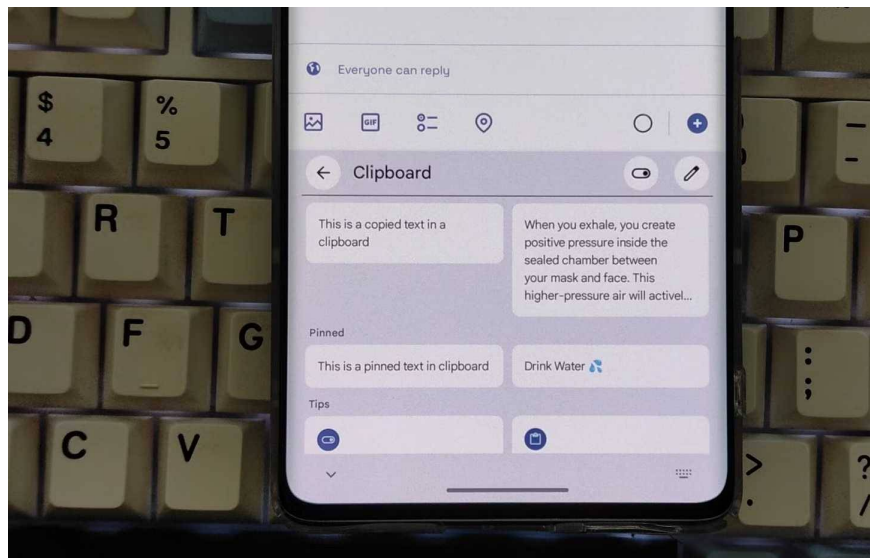 $
4
%
5
R
T
D
F
G
C
V
Everyone can reply
GIF
Clipboard
This is a copied text in a
clipboard
When you exhale, you create
positive pressure inside the
sealed chamber between
your mask and face. This
higher-pressure air will activel...
Pinned
This is a pinned text in clipboard
Drink Water 💦
Tips
P
:
;
>
.
?
/